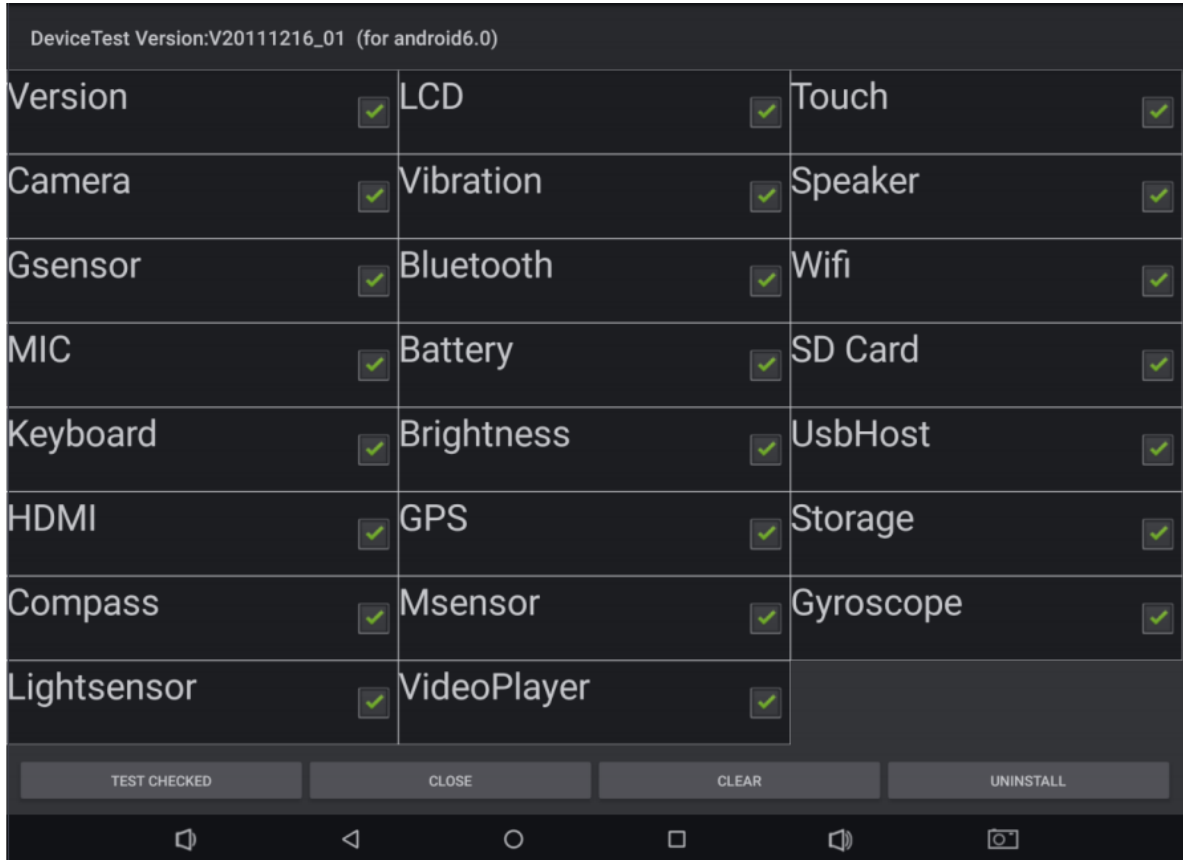 DeviceTest Version:V20111216_01 (for android6.0)
Version LCD Touch
Camera Vibration Speaker
Gsensor Bluetooth Wifi
MIC Battery SD Card
Keyboard Brightness UsbHost
HDMI GPS Storage
Compass Msensor Gyroscope
Lightsensor VideoPlayer
TEST CHECKED CLOSE CLEAR UNINSTALL